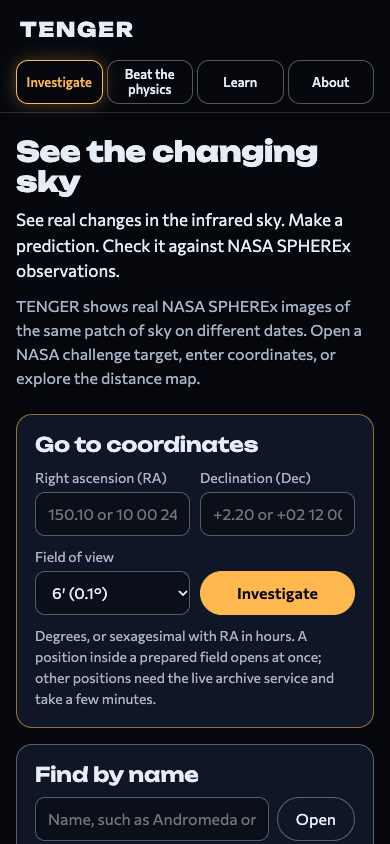 TENGER
Investigate
Beat the
physics
Learn
About
See the changing
sky
See real changes in the infrared sky. Make a
prediction. Check it against NASA SPHEREx
observations.
TENGER shows real NASA SPHEREx images of
the same patch of sky on different dates. Open a
NASA challenge target, enter coordinates, or
explore the distance map.
Go to coordinates
Right ascension (RA)
Declination (Dec)
150.10 or 10 00 24
+2.20 or +02 12 00
Field of view
6′ (0.1°)
Investigate
Degrees, or sexagesimal with RA in hours. A
position inside a prepared field opens at once;
other positions need the live archive service and
take a few minutes.
Find by name
Name, such as Andromeda or
Open